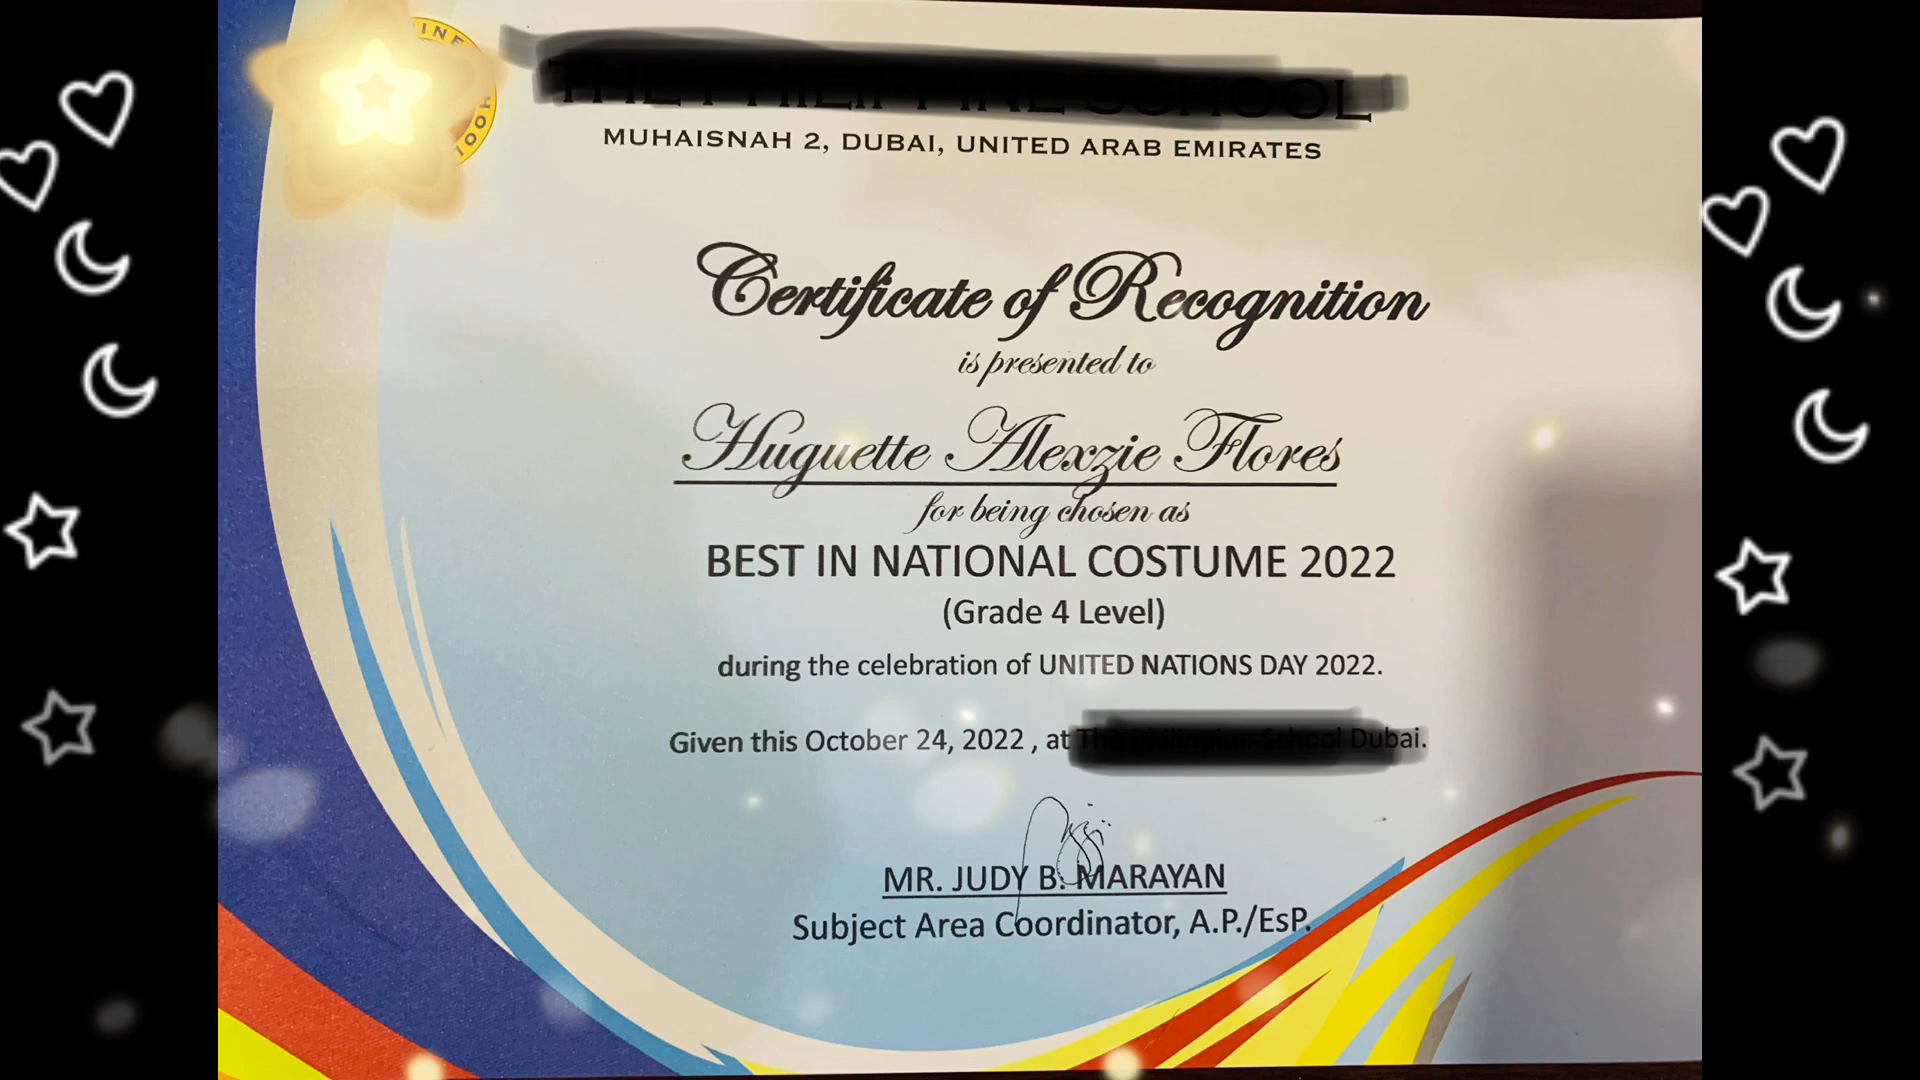 MUHAISNAH 2, DUBAI, UNITED ARAB EMIRATES
Certificate of Recognition
is presented to
Huguette Alexzie Flores
for being chosen as
BEST IN NATIONAL COSTUME 2022
(Grade 4 Level)
during the celebration of UNITED NATIONS DAY 2022.
Given this October 24, 2022 , at Dubai.
MR. JUDY B. MARAYAN
Subject Area Coordinator, A.P./EsP.